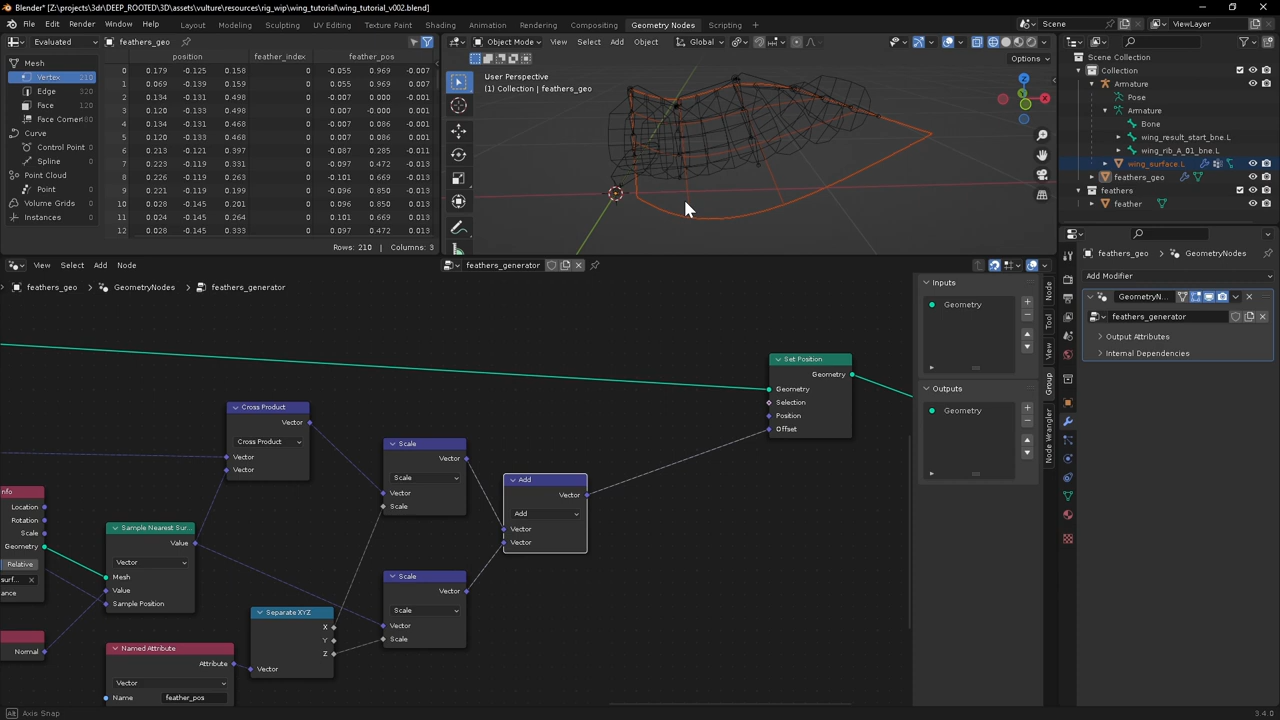 Blender* [Z:\projects\3dr\DEEP_ROOTED\3D\assets\vulture\resources\rig_wip\wing_tutorial\wing_tutorial_v002.blend]
File Edit Window Render Help Layout Modeling Sculpting UV Editing Texture Paint Shading Animation Rendering Compositing Geometry Nodes Scripting Scene ViewLayer
Evaluated feathers_geo
Mesh
Vertex 210
Edge 320
Face
Face Corner 480
Curve
Control Point
Spline
Point Cloud
Point
Volume Grids
Instances
position feather_index feather_pos
0 0.179 -0.125 0.158 0 -0.055 0.969 -0.007
1 0.069 -0.139 0.158 0 0.055 0.969 -0.007
2 0.134 -0.131 0.498 0 -0.007 0.000 -0.001
3 0.120 -0.133 0.498 0 0.007 0.000 -0.001
4 0.134 -0.131 0.197 0 -0.007 0.860 0.001
5 0.120 -0.133 0.197 0 0.007 0.860 0.001
6 0.213 -0.121 0.398 0 -0.087 0.285 -0.011
7 0.223 -0.119 0.331 0 -0.097 0.472 -0.013
8 0.226 -0.119 0.263 0 -0.101 0.669 -0.013
9 0.221 -0.119 0.199 0 -0.096 0.850 -0.013
10 0.028 -0.145 0.201 0 0.096 0.850 -0.013
11 0.024 -0.145 0.264 0 0.101 0.669 -0.013
12 0.028 -0.145 0.333 0 0.097 0.472 -0.013
Rows: 210 | Columns: 3
Object Mode View Select Add Object Global
Options
User Perspective
(1) Collection | feathers_geo
Scene Collection
Collection
Armature
Pose
Armature
Bone
wing_result_start_bne.L
wing_rib_A_01_bne.L
wing_surface.L
feathers_geo
feathers
feather
View Select Add Node feathers_generator
feathers_geo GeometryNodes feathers_generator
Location
Rotation
Scale
Geometry
Relative
Normal
Sample Nearest Sur...
Value
Vector
Mesh
Value
Sample Position
Named Attribute
Attribute
Vector
Name feather_pos
Cross Product
Vector
Cross Product
Vector
Vector
Separate XYZ
X
Y
Z
Vector
Scale
Vector
Scale
Vector
Scale
Scale
Vector
Scale
Vector
Scale
Add
Vector
Add
Vector
Vector
Set Position
Geometry
Geometry
Selection
Position
Offset
Inputs
Geometry
Outputs
Geometry
Node
Tool
View
Group
Node Wrangler
feathers_geo GeometryNodes
Add Modifier
GeometryN...
feathers_generator
Output Attributes
Internal Dependencies
Axis Snap
3.4.0